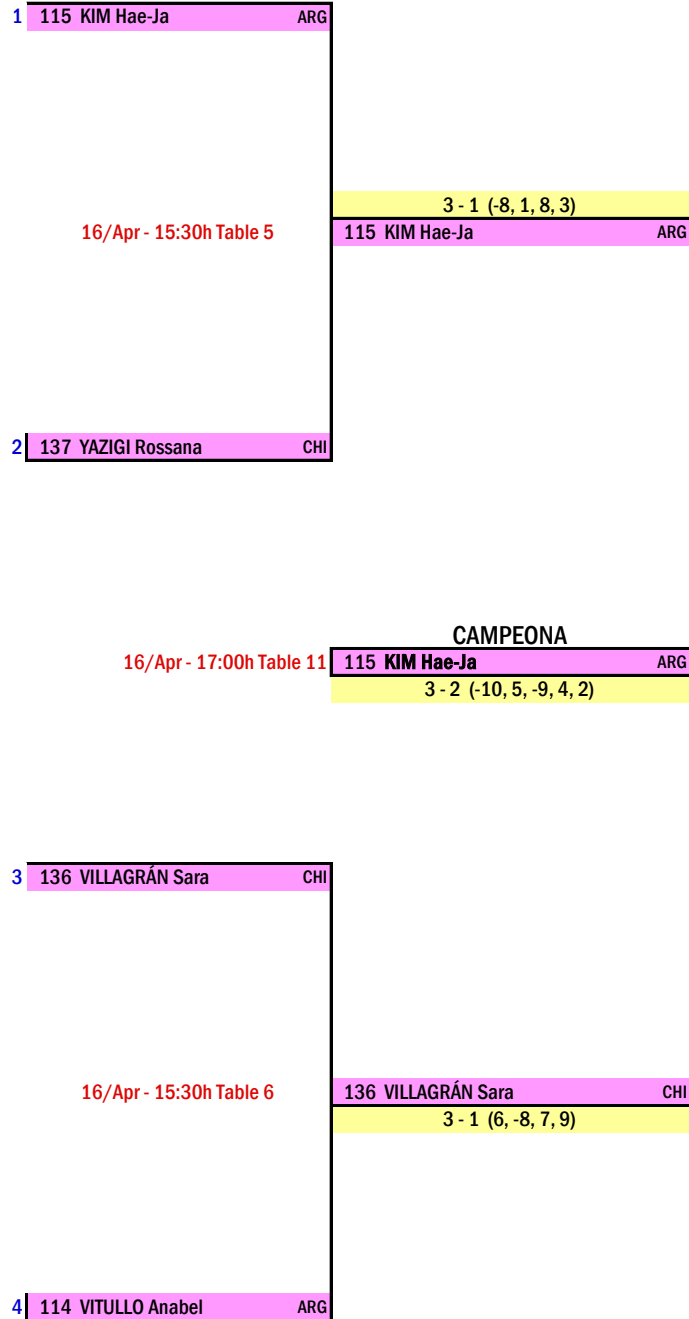 1 115 KIM Hae-Ja ARG
3 - 1 (-8, 1, 8, 3)
16/Apr - 15:30h Table 5 115 KIM Hae-Ja ARG
2 137 YAZIGI Rossana CHI
CAMPEONA
16/Apr - 17:00h Table 11 115 KIM Hae-Ja ARG
3 - 2 (-10, 5, -9, 4, 2)
3 136 VILLAGRÁN Sara CHI
16/Apr - 15:30h Table 6 136 VILLAGRÁN Sara CHI
3 - 1 (6, -8, 7, 9)
4 114 VITULLO Anabel ARG